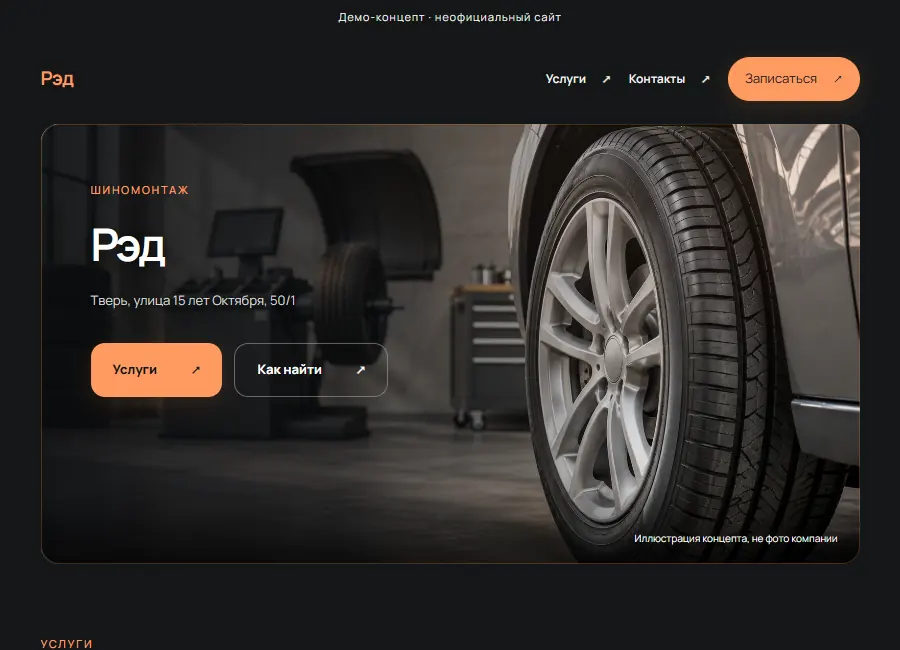 Демо-концепт · неофициальный сайт
Рэд
Услуги ↗ Контакты ↗ Записаться ↗
ШИНОМОНТАЖ
Рэд
Тверь, улица 15 лет Октября, 50/1
Услуги ↗ Как найти ↗
Иллюстрация концепта, не фото компании
УСЛУГИ